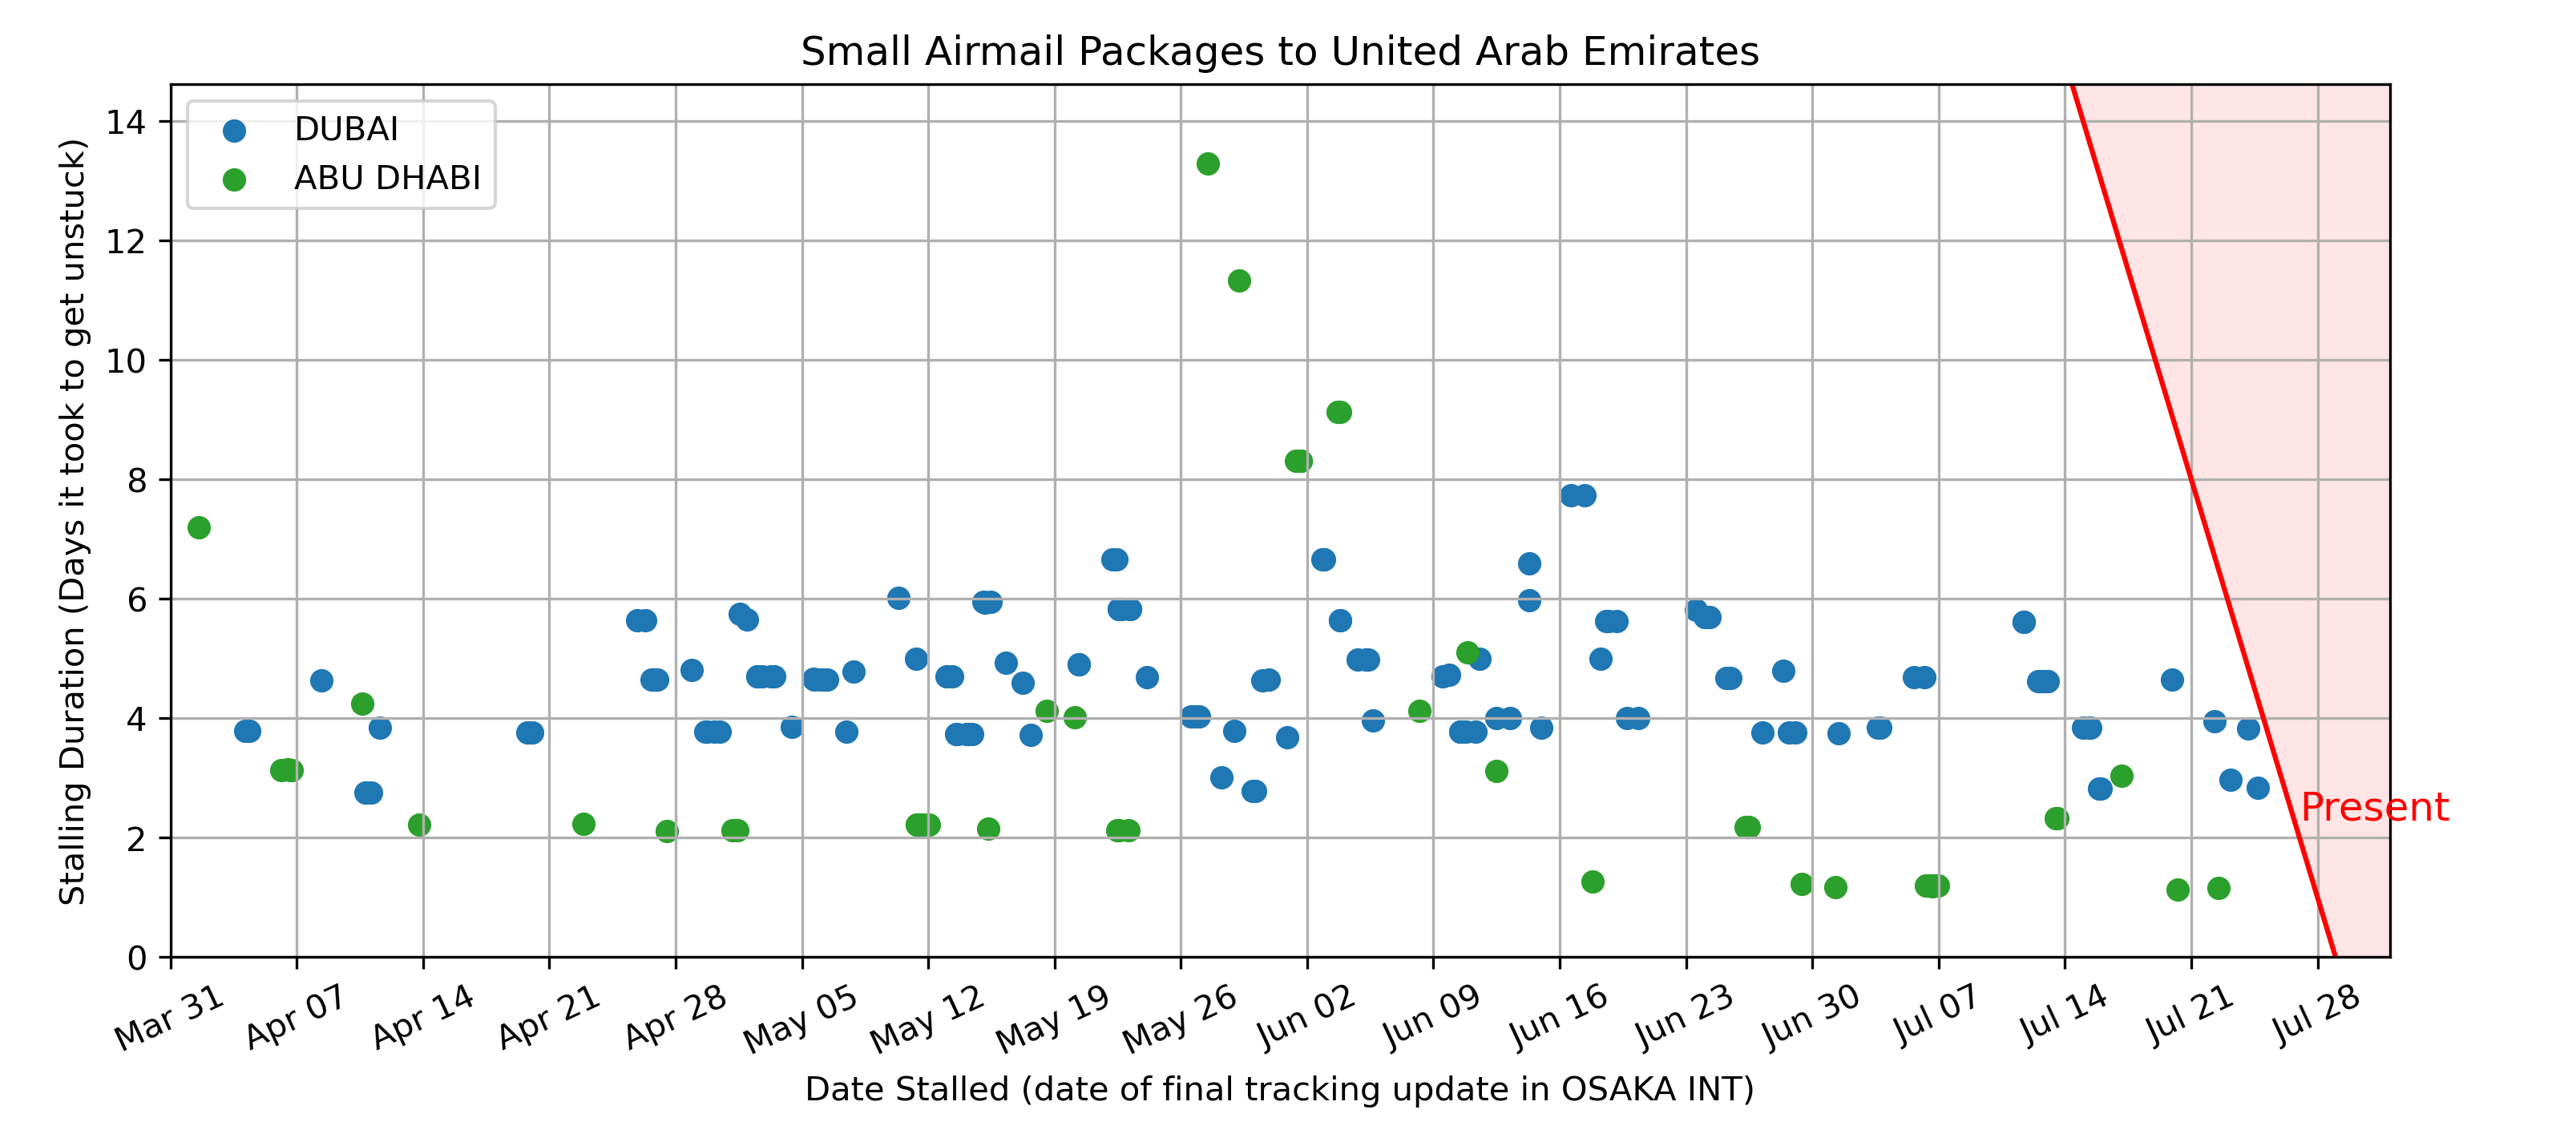 Small Airmail Packages to United Arab Emirates
DUBAI
ABU DHABI
Stalling Duration (Days it took to get unstuck)
14
12
10
8
6
4
2
0
Present
Mar 31 Apr 07 Apr 14 Apr 21 Apr 28 May 05 May 12 May 19 May 26 Jun 02 Jun 09 Jun 16 Jun 23 Jun 30 Jul 07 Jul 14 Jul 21 Jul 28
Date Stalled (date of final tracking update in OSAKA INT)